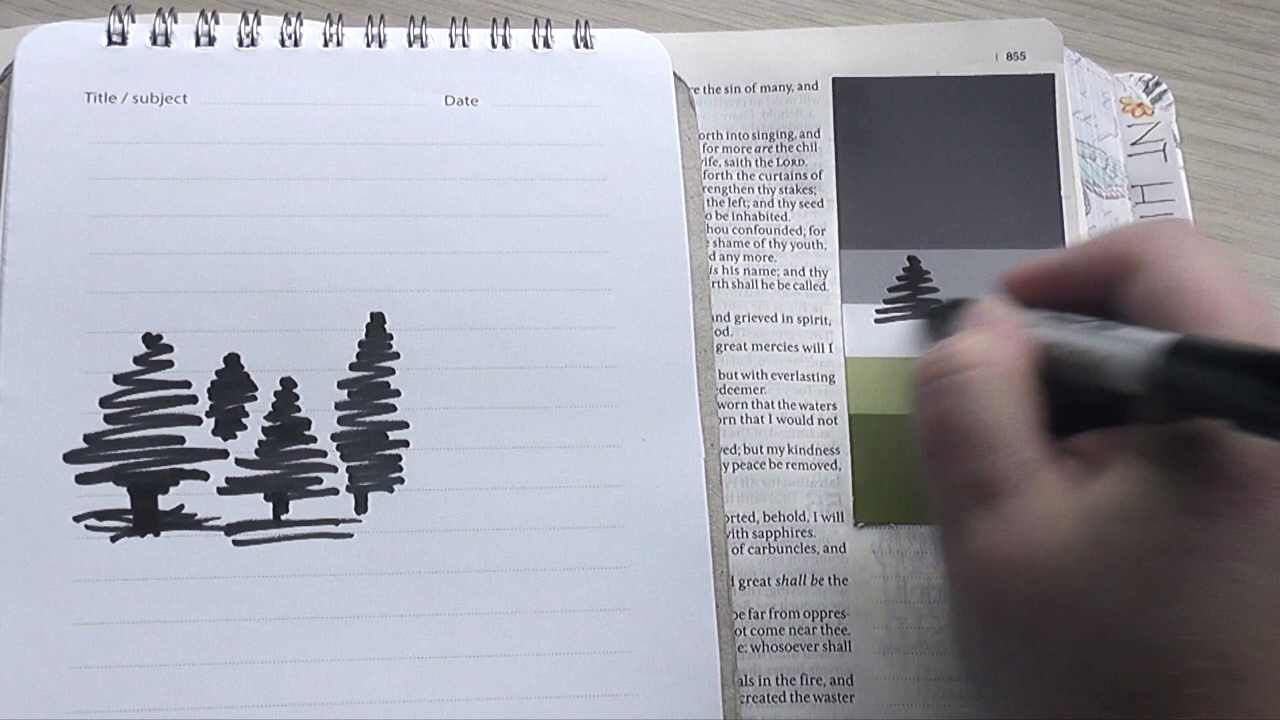 Title / subject
Date
855
the sin of many, and
orth into singing, and
for more are the chil-
saith the LORD.
forth the curtains of
rengthen thy stakes;
the left; and thy seed
be inhabited.
hou confounded; for
shame of thy youth,
any more.
is his name; and thy
rth shall he be called.
and grieved in spirit,
od.
great mercies will I
but with everlasting
deemer.
worn that the waters
orn that I would not
ed; but my kindness
y peace be removed,
orted, behold, I will
with sapphires.
of carbuncles, and
great shall be the
be far from oppres-
ot come near thee.
whosoever shall
als in the fire, and
created the waster
NT HI